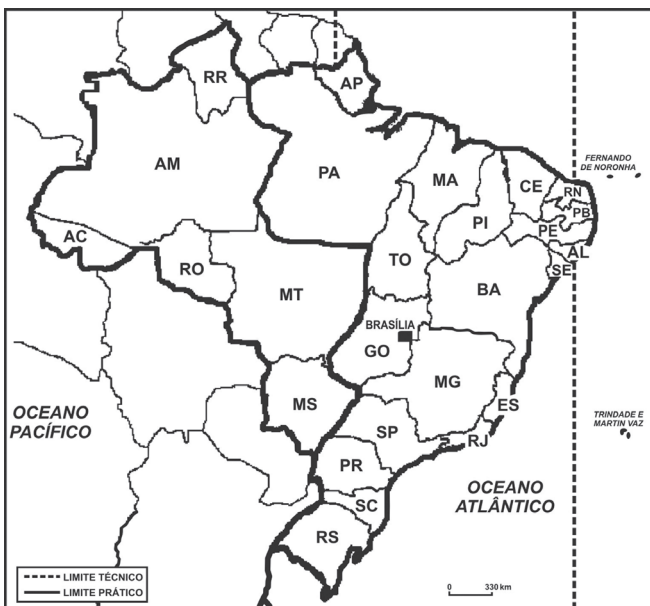 RR
AP
AM
PA
MA
CE
FERNANDO
DE NORONHA
RN
PB
PI
PE
AC
RO
TO
AL
SE
MT
BA
BRASÍLIA
GO
MG
MS
ES
OCEANO
PACÍFICO
TRINDADE E
MARTIN VAZ
SP
RJ
PR
SC
OCEANO
ATLÂNTICO
RS
LIMITE TÉCNICO
LIMITE PRÁTICO
0 330 km